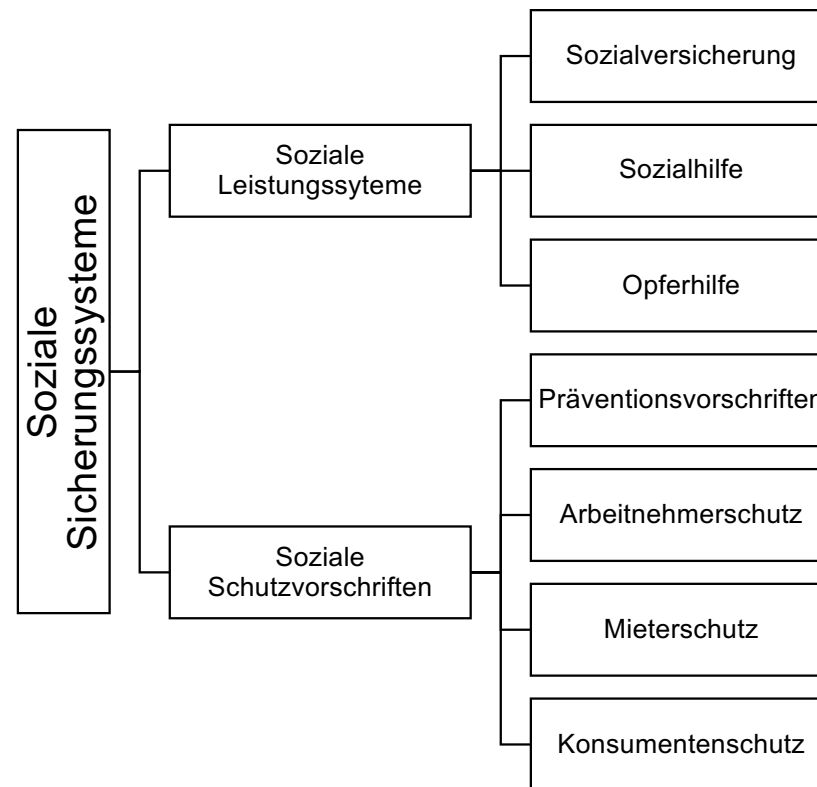 Soziale
Sicherungssysteme
Soziale
Leistungssyteme
Sozialversicherung
Sozialhilfe
Opferhilfe
Soziale
Schutzvorschriften
Präventionsvorschriften
Arbeitnehmerschutz
Mieterschutz
Konsumentenschutz